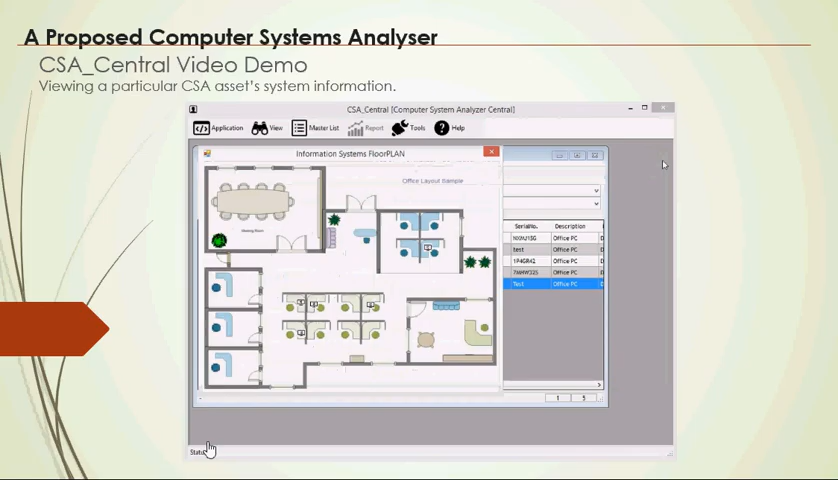 A Proposed Computer Systems Analyser
CSA_Central Video Demo
Viewing a particular CSA asset's system information.
CSA_Central [Computer System Analyzer Central]
Application View Master List Report Tools Help
Information Systems FloorPLAN
Office Layout Sample
Meeting Room
SerialNo. Description
Office PC
test Office PC
Office PC
Office PC
Test Office PC
1 5